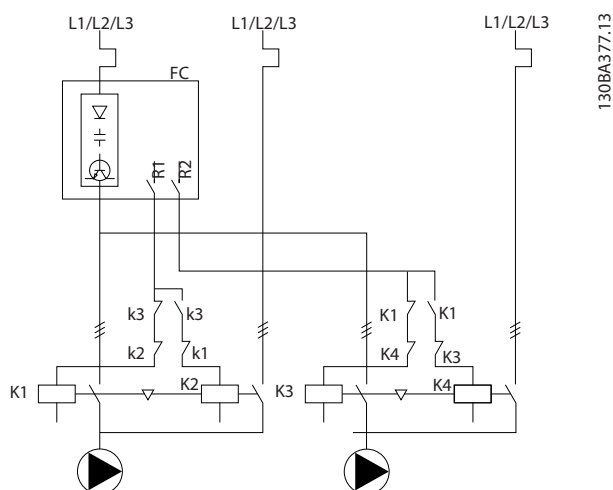 L1/L2/L3
L1/L2/L3
L1/L2/L3
130BA377.13
FC
R1
R2
k3
k3
K1
K1
k2
k1
K4
K3
K1
K2
K3
K4